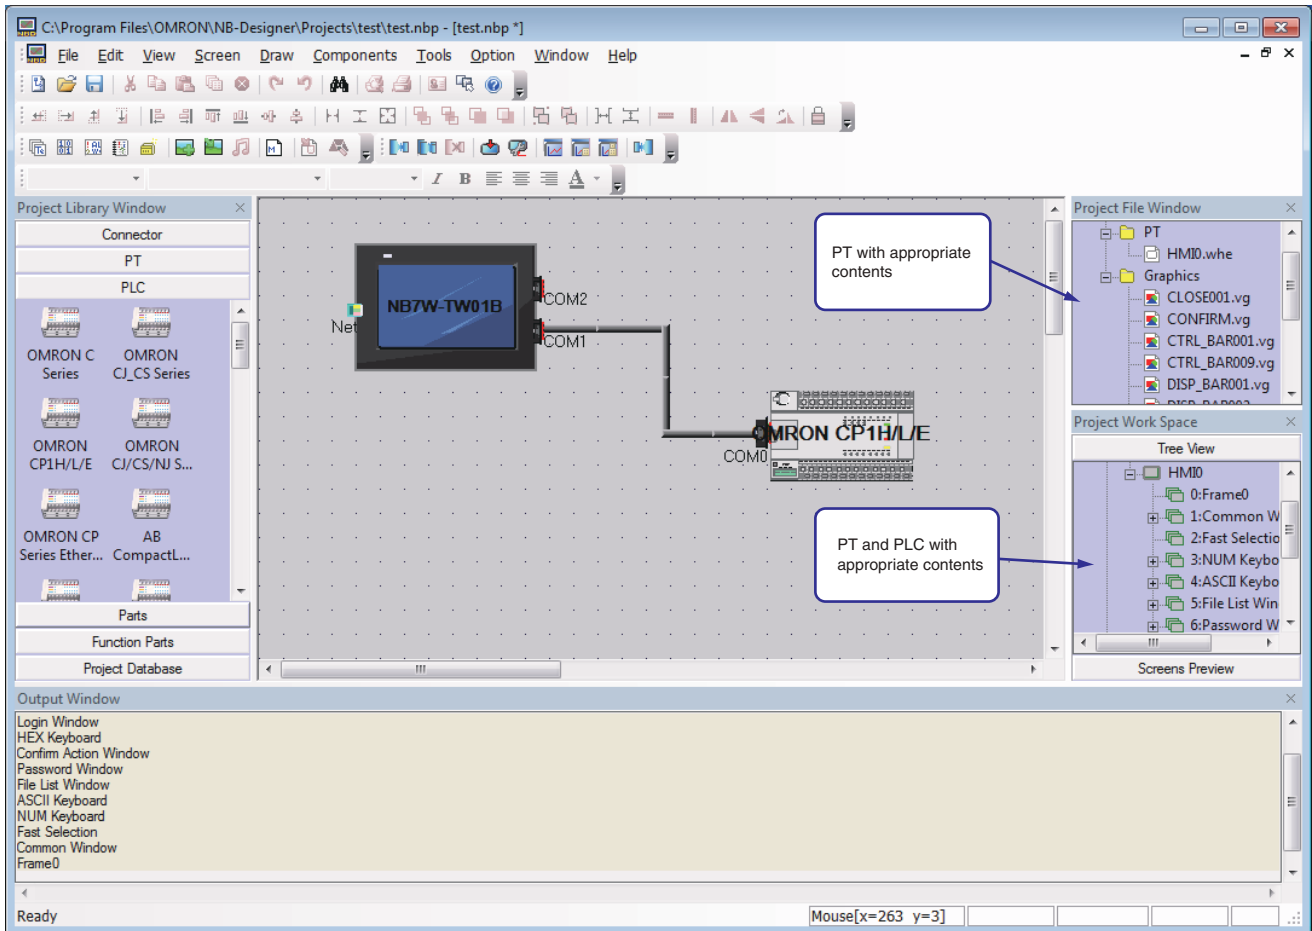 C:\Program Files\OMRON\NB-Designer\Projects\test\test.nbp - [test.nbp *]
File Edit View Screen Draw Components Tools Option Window Help
Project Library Window
Connector
PT
PLC
OMRON C Series
OMRON CJ_CS Series
OMRON CP1H/L/E
OMRON CJ/CS/NJ S...
OMRON CP Series Ether...
AB CompactL...
Parts
Function Parts
Project Database
NB7W-TW01B
Net
COM2
COM1
COM0
OMRON CP1H/L/E
PT with appropriate
contents
PT and PLC with
appropriate contents
Project File Window
PT
HMI0.whe
Graphics
CLOSE001.vg
CONFIRM.vg
CTRL_BAR001.vg
CTRL_BAR009.vg
DISP_BAR001.vg
Project Work Space
Tree View
HMI0
0:Frame0
1:Common W
2:Fast Selectio
3:NUM Keybo
4:ASCII Keybo
5:File List Win
6:Password W
Screens Preview
Output Window
Login Window
HEX Keyboard
Confirm Action Window
Password Window
File List Window
ASCII Keyboard
NUM Keyboard
Fast Selection
Common Window
Frame0
Ready
Mouse[x=263 y=3]